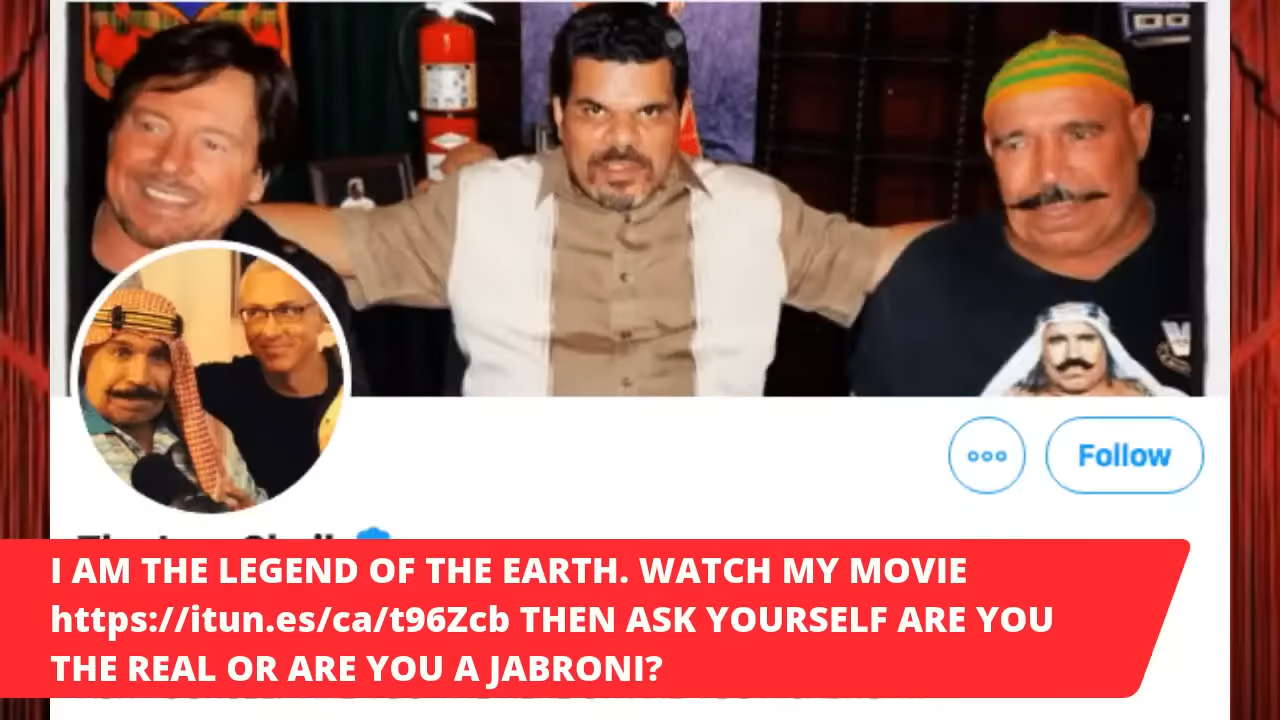 Follow
I AM THE LEGEND OF THE EARTH. WATCH MY MOVIE
https://itun.es/ca/t96Zcb THEN ASK YOURSELF ARE YOU
THE REAL OR ARE YOU A JABRONI?